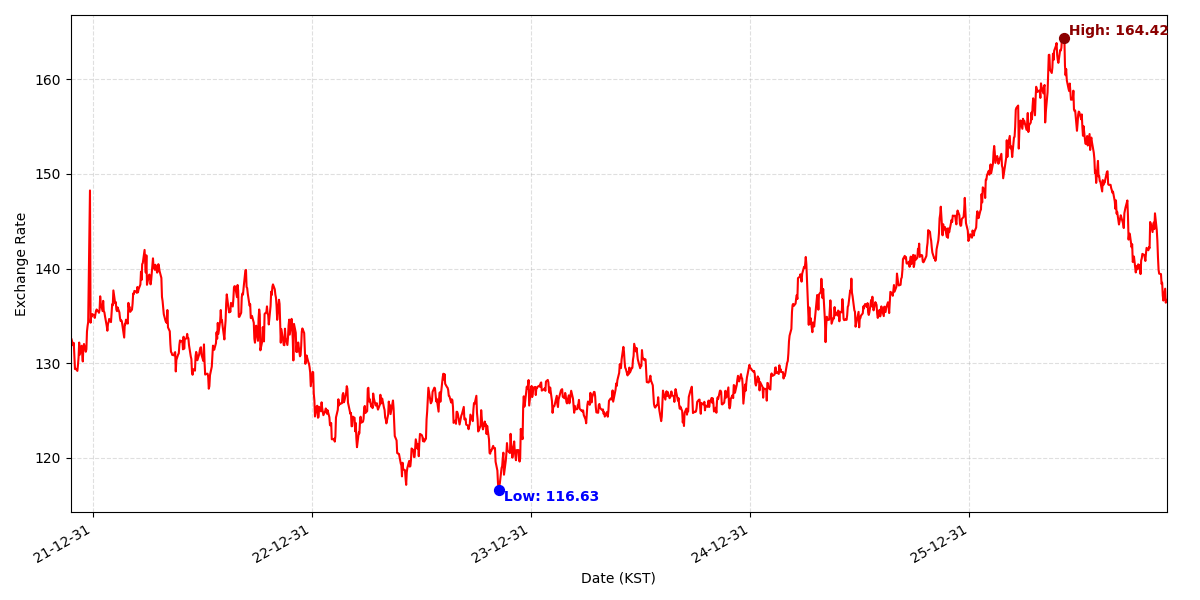 High: 164.42
160
150
140
130
120
Exchange Rate
Low: 116.63
21-12-31
22-12-31
23-12-31
24-12-31
25-12-31
Date (KST)